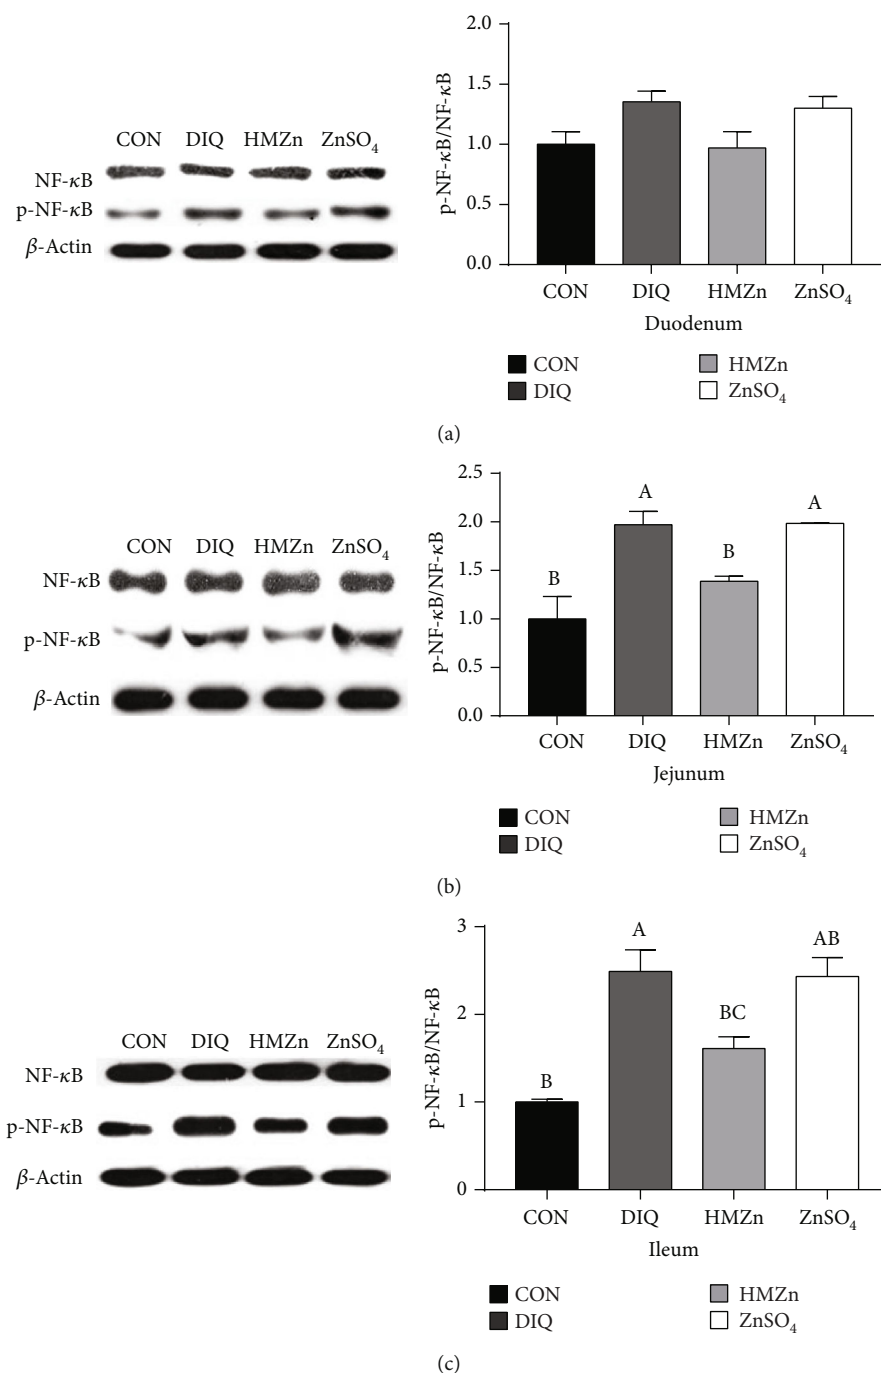 CON DIQ HMZn ZnSO₄
NF-κB
p-NF-κB
β-Actin
p-NF-κB/NF-κB
2.0
1.5
1.0
0.5
0.0
CON DIQ HMZn ZnSO₄
Duodenum
CON HMZn
DIQ ZnSO₄
(a)
CON DIQ HMZn ZnSO₄
NF-κB
p-NF-κB
β-Actin
p-NF-κB/NF-κB
2.5
2.0
1.5
1.0
0.5
0.0
B A B A
CON DIQ HMZn ZnSO₄
Jejunum
CON HMZn
DIQ ZnSO₄
(b)
CON DIQ HMZn ZnSO₄
NF-κB
p-NF-κB
β-Actin
p-NF-κB/NF-κB
3
2
1
0
B A BC AB
CON DIQ HMZn ZnSO₄
Ileum
CON HMZn
DIQ ZnSO₄
(c)